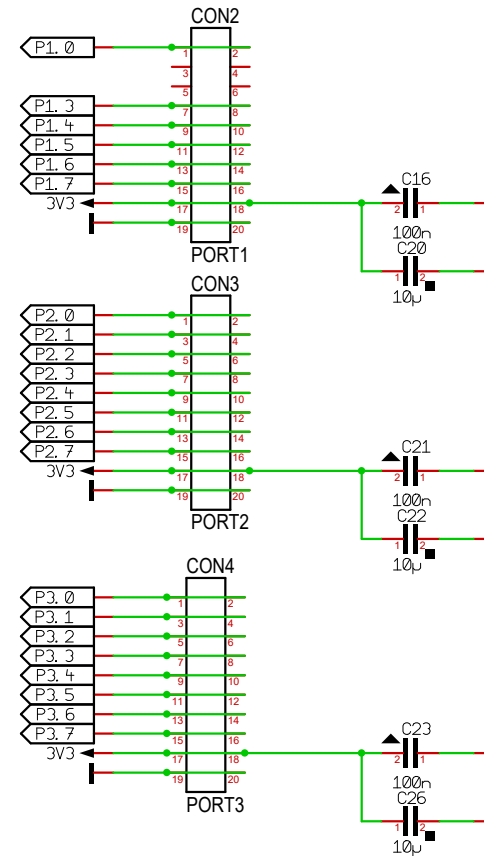 CON2
P1.0
1 2
3 4
5 6
P1.3
7 8
P1.4
9 10
P1.5
11 12
P1.6
13 14
P1.7
15 16
3V3
17 18
19 20
PORT1
C16
2 1
100n
C20
1 2
10µ
CON3
P2.0
1 2
P2.1
3 4
P2.2
5 6
P2.3
7 8
P2.4
9 10
P2.5
11 12
P2.6
13 14
P2.7
15 16
3V3
17 18
19 20
PORT2
C21
2 1
100n
C22
1 2
10µ
CON4
P3.0
1 2
P3.1
3 4
P3.2
5 6
P3.3
7 8
P3.4
9 10
P3.5
11 12
P3.6
13 14
P3.7
15 16
3V3
17 18
19 20
PORT3
C23
2 1
100n
C26
1 2
10µ